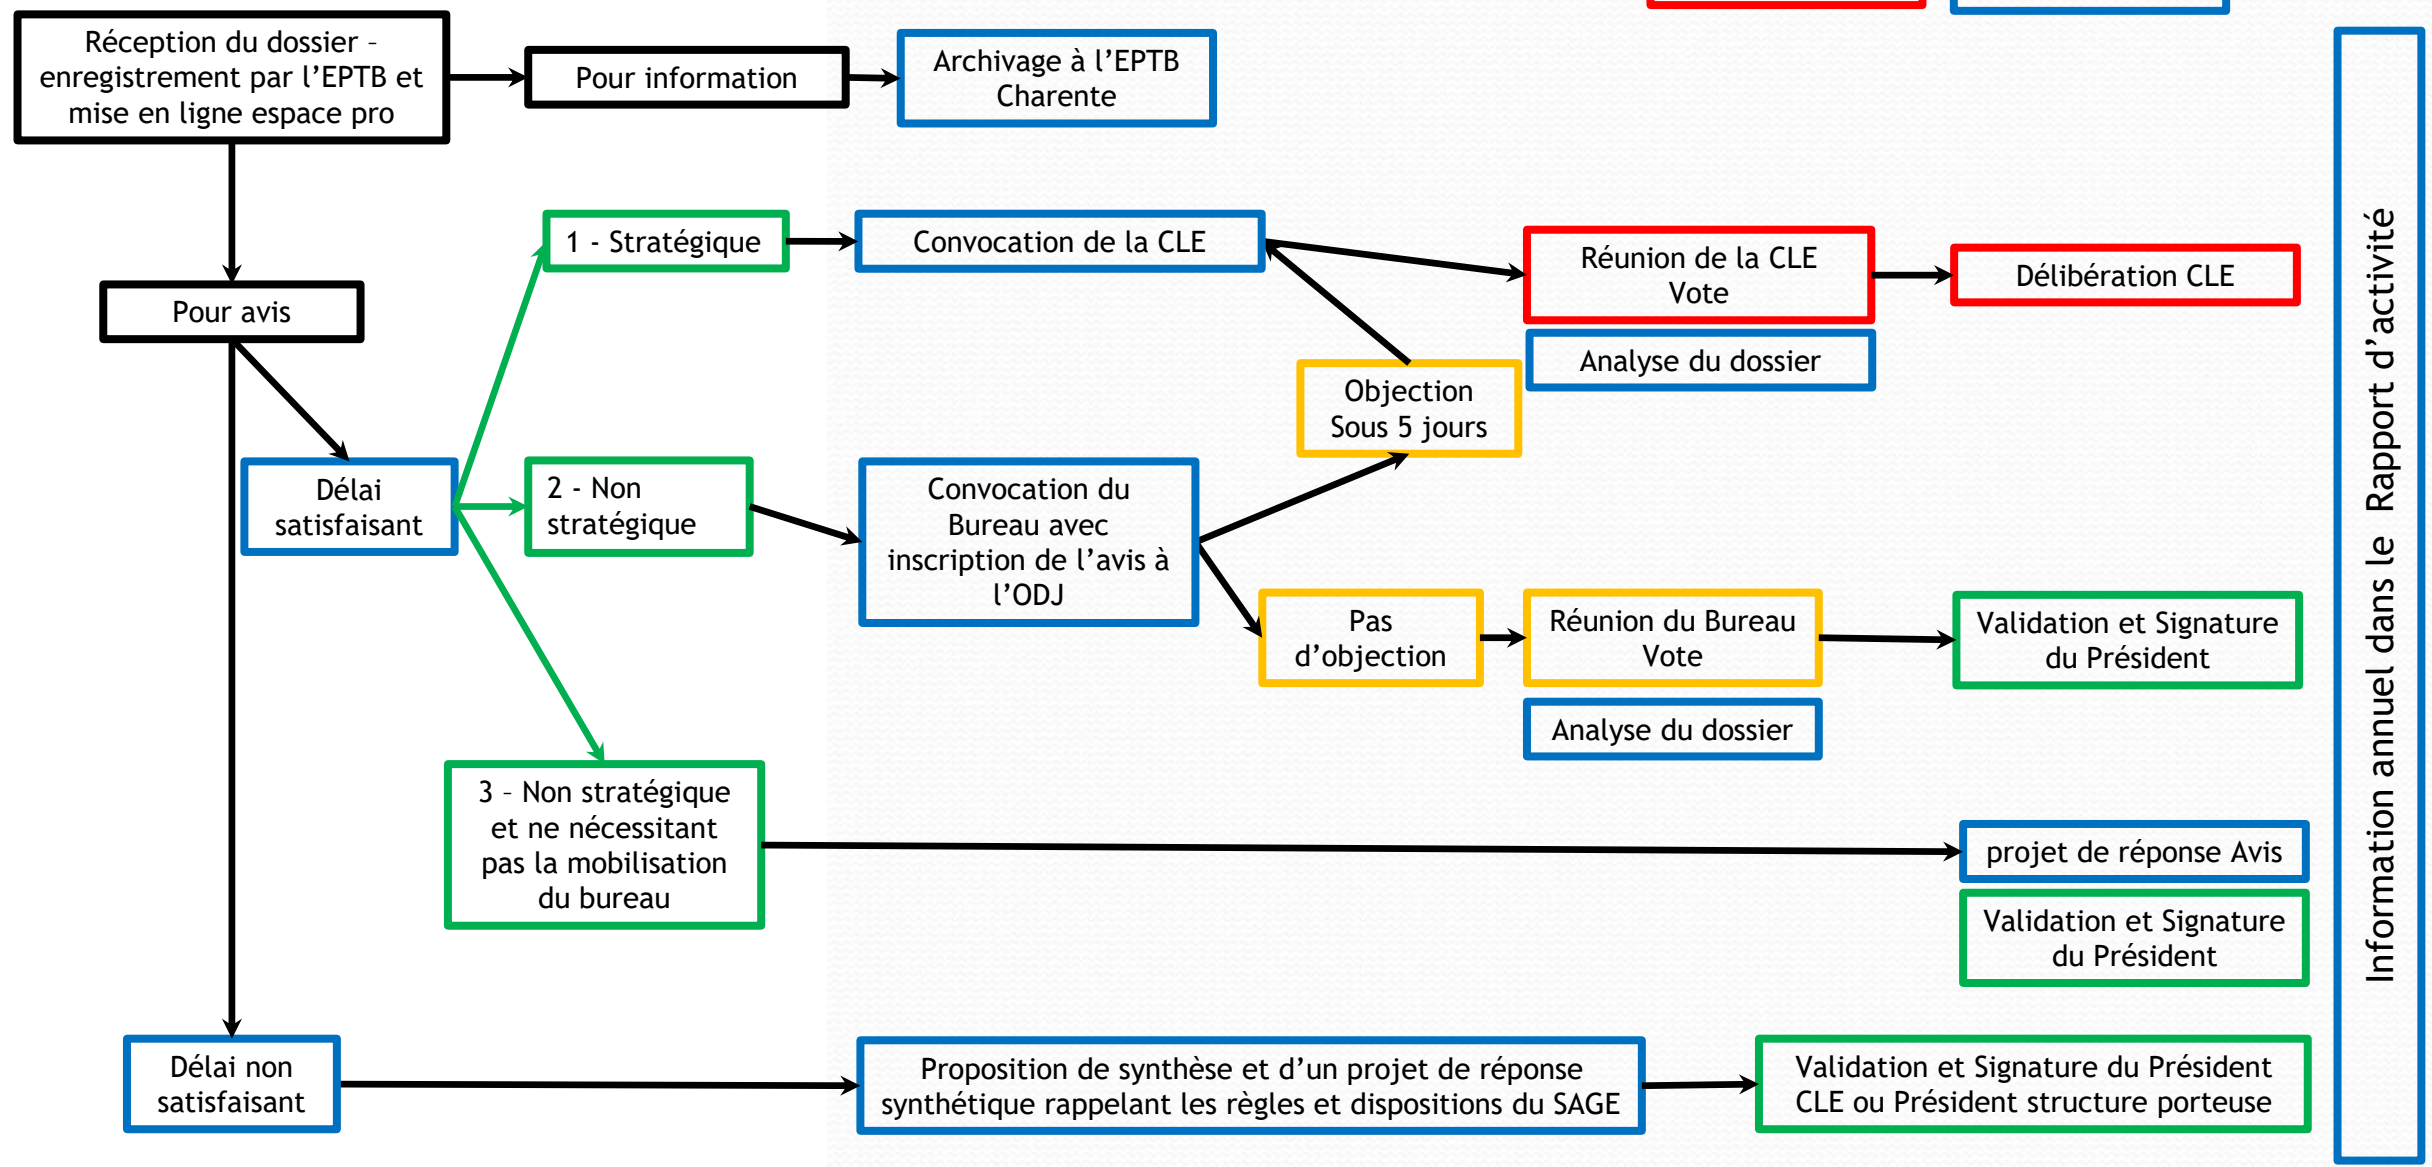 Réception du dossier –
enregistrement par l’EPTB et
mise en ligne espace pro
Pour information
Archivage à l’EPTB
Charente
1 - Stratégique
Convocation de la CLE
Réunion de la CLE
Vote
Délibération CLE
Pour avis
Analyse du dossier
Objection
Sous 5 jours
Délai
satisfaisant
2 - Non
stratégique
Convocation du
Bureau avec
inscription de l’avis à
l’ODJ
Pas
d’objection
Réunion du Bureau
Vote
Validation et Signature
du Président
Analyse du dossier
3 – Non stratégique
et ne nécessitant
pas la mobilisation
du bureau
projet de réponse Avis
Validation et Signature
du Président
Délai non
satisfaisant
Proposition de synthèse et d’un projet de réponse
synthétique rappelant les règles et dispositions du SAGE
Validation et Signature du Président
CLE ou Président structure porteuse
Information annuel dans le Rapport d’activité